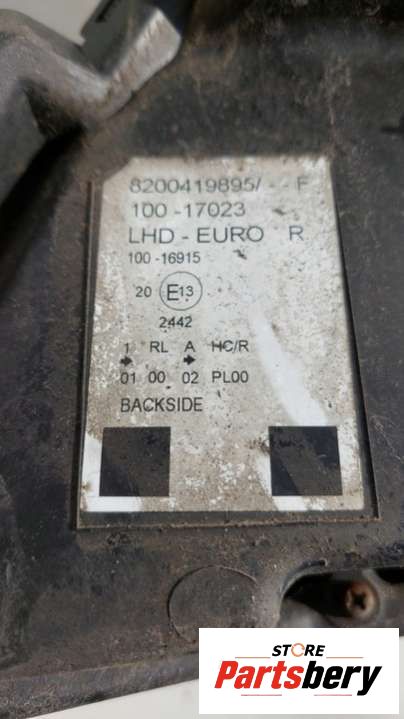 8200419895/ - - F
100 -17023
LHD - EURO R
100 -16915
20 E13
2442
1 RL A HC/R
01 00 02 PL00
BACKSIDE
STORE
Partsbery